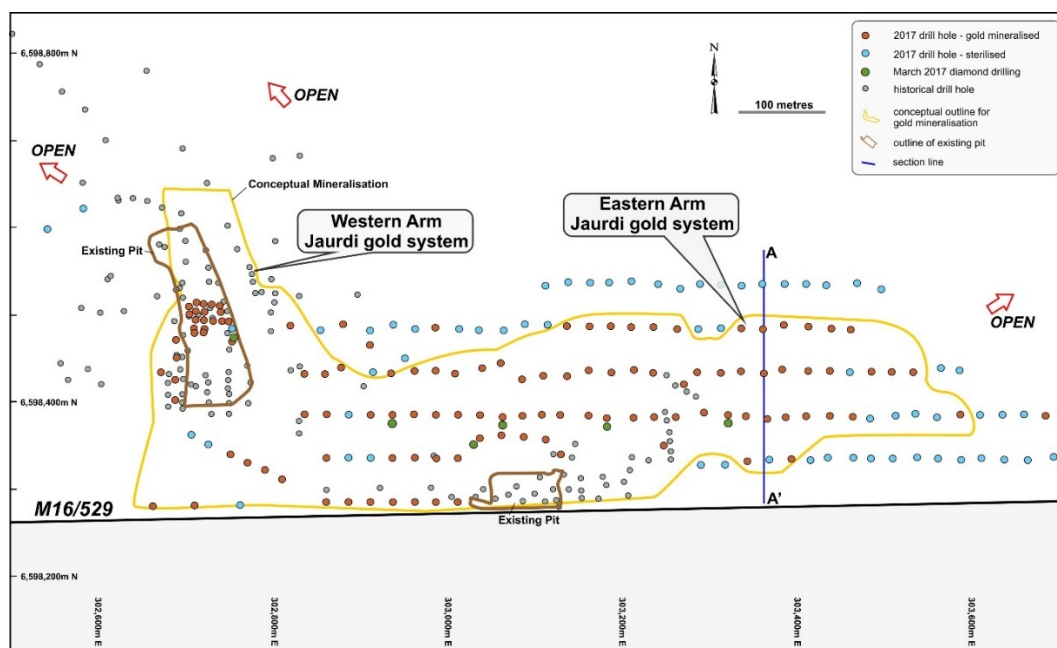 6,598,800m N
OPEN
OPEN
N
100 metres
2017 drill hole - gold mineralised
2017 drill hole - sterilised
March 2017 diamond drilling
historical drill hole
conceptual outline for
gold mineralisation
outline of existing pit
section line
Conceptual Mineralisation
Western Arm
Jaurdi gold system
Eastern Arm
Jaurdi gold system
Existing Pit
A
OPEN
6,598,400m N
A'
M16/529
Existing Pit
6,598,200m N
302,600m E
302,800m E
303,000m E
303,200m E
303,400m E
303,600m E